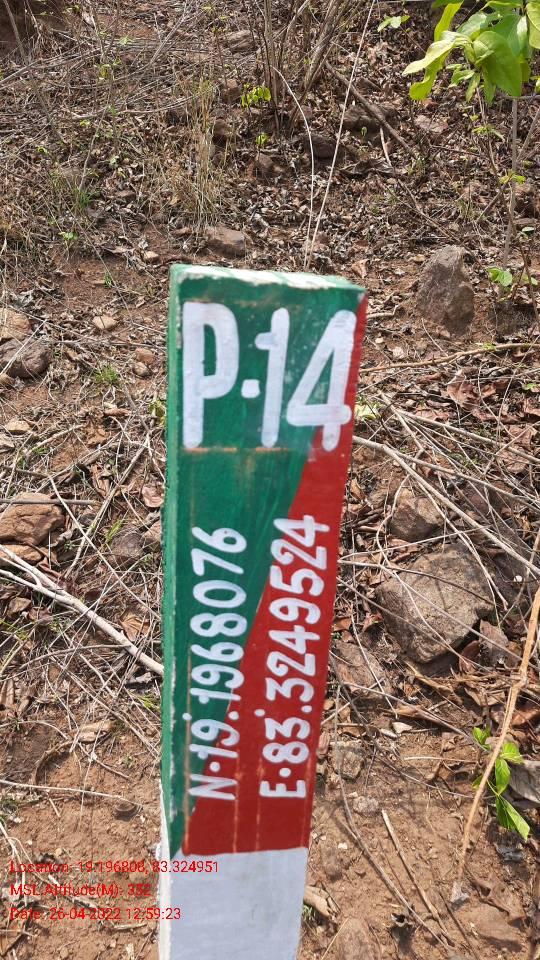 P.14
N.19°.1968076
E.83°.3249524
Location: 19.196808, 83.324951
MSL Altitude(M): 352
Date: 26-04-2022 12:59:23